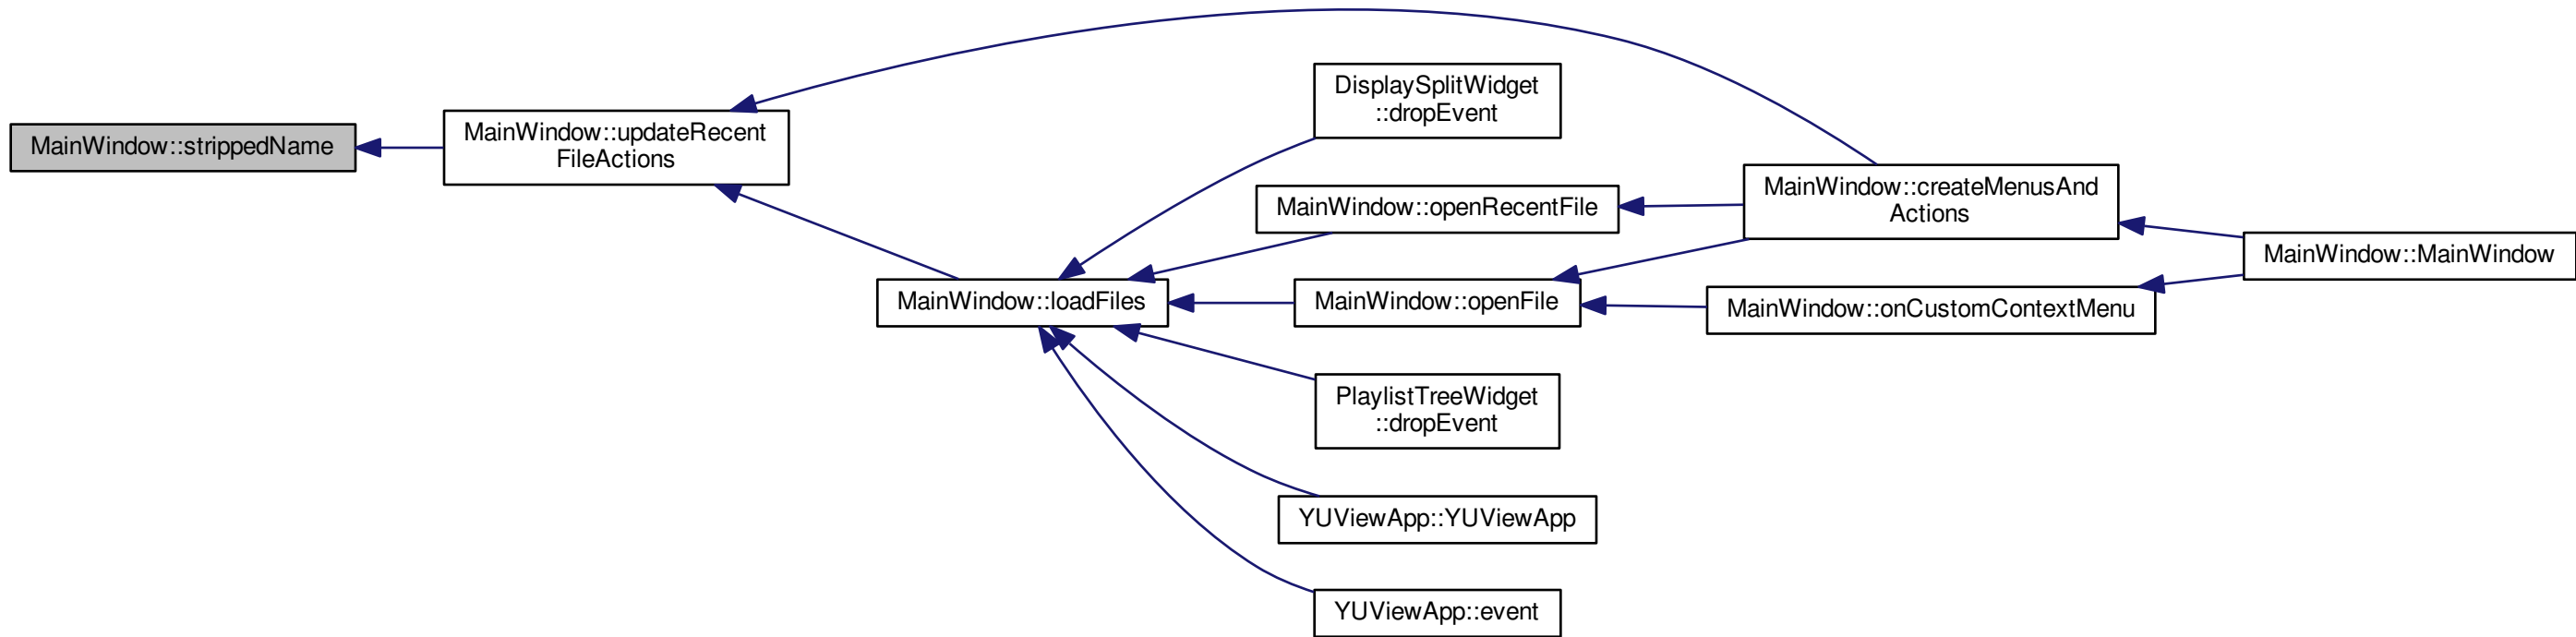 MainWindow::strippedName
MainWindow::updateRecent
FileActions
DisplaySplitWidget
::dropEvent
MainWindow::openRecentFile
MainWindow::createMenusAnd
Actions
MainWindow::MainWindow
MainWindow::loadFiles
MainWindow::openFile
MainWindow::onCustomContextMenu
PlaylistTreeWidget
::dropEvent
YUViewApp::YUViewApp
YUViewApp::event